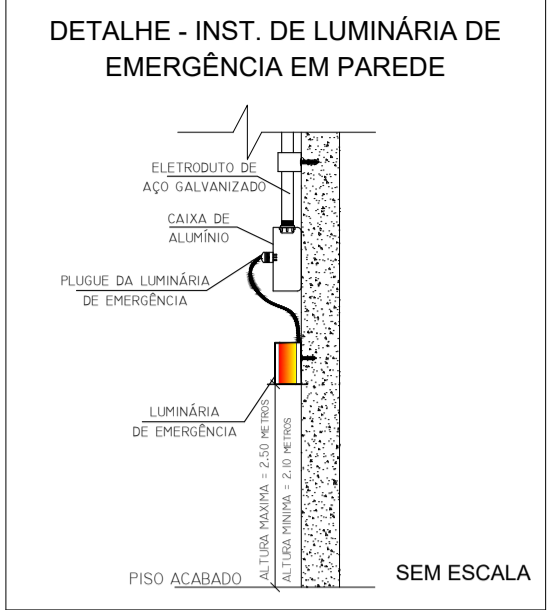 DETALHE - INST. DE LUMINÁRIA DE
EMERGÊNCIA EM PAREDE
ELETRODUTO DE
AÇO GALVANIZADO
CAIXA DE
ALUMÍNIO
PLUGUE DA LUMINÁRIA
DE EMERGÊNCIA
LUMINÁRIA
DE EMERGÊNCIA
ALTURA MAXIMA = 2.50 METROS
ALTURA MINIMA = 2.10 METROS
PISO ACABADO
SEM ESCALA